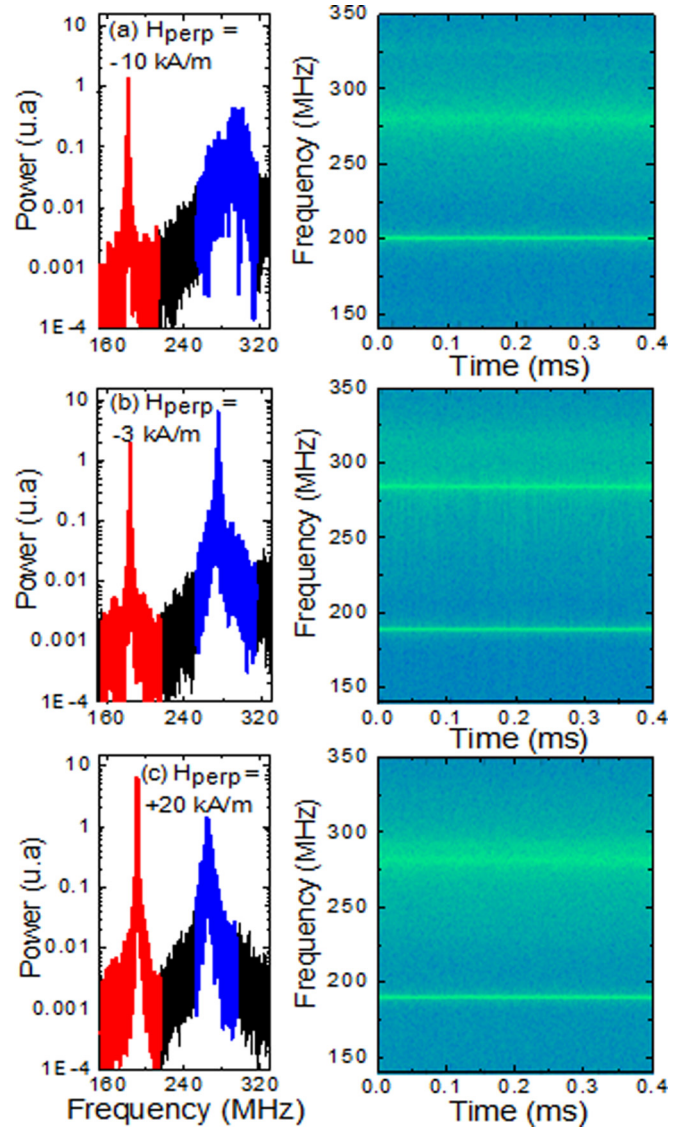 (a) Hperp =
-10 kA/m
10
1
0.1
0.01
0.001
1E-4
160 240 320
Power (u.a)
350
300
250
200
150
0.0 0.1 0.2 0.3 0.4
Frequency (MHz)
Time (ms)
(b) Hperp =
-3 kA/m
10
1
0.1
0.01
0.001
1E-4
160 240 320
Power (u.a)
350
300
250
200
150
0.0 0.1 0.2 0.3 0.4
Frequency (MHz)
Time (ms)
(c) Hperp =
+20 kA/m
10
1
0.1
0.01
0.001
1E-4
160 240 320
Power (u.a)
Frequency (MHz)
350
300
250
200
150
0.0 0.1 0.2 0.3 0.4
Frequency (MHz)
Time (ms)